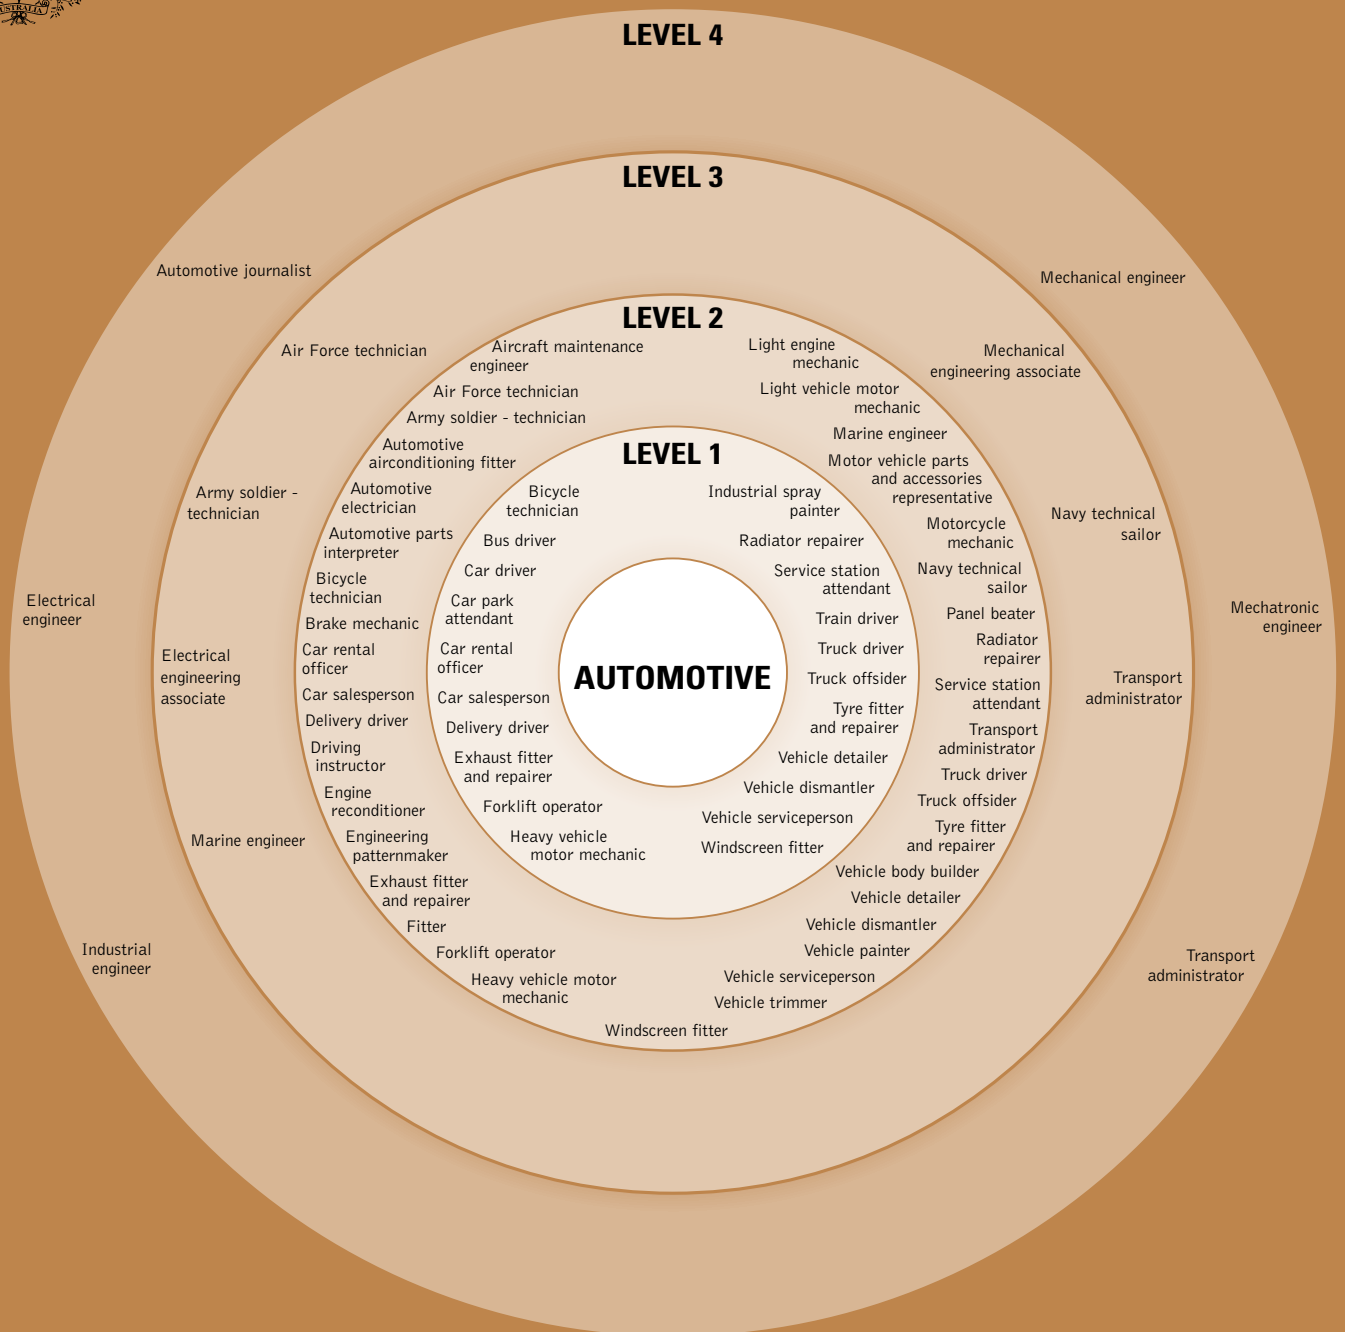 AUSTRALIA
LEVEL 4
Automotive journalist
Electrical
engineer
Industrial
engineer
Mechanical engineer
Mechatronic
engineer
Transport
administrator
LEVEL 3
Air Force technician
Army soldier -
technician
Electrical
engineering
associate
Marine engineer
Mechanical
engineering associate
Navy technical
sailor
Transport
administrator
LEVEL 2
Aircraft maintenance
engineer
Air Force technician
Army soldier - technician
Automotive
airconditioning fitter
Automotive
electrician
Automotive parts
interpreter
Bicycle
technician
Brake mechanic
Car rental
officer
Car salesperson
Delivery driver
Driving
instructor
Engine
reconditioner
Engineering
patternmaker
Exhaust fitter
and repairer
Fitter
Forklift operator
Heavy vehicle motor
mechanic
Light engine
mechanic
Light vehicle motor
mechanic
Marine engineer
Motor vehicle parts
and accessories
representative
Motorcycle
mechanic
Navy technical
sailor
Panel beater
Radiator
repairer
Service station
attendant
Transport
administrator
Truck driver
Truck offsider
Tyre fitter
and repairer
Vehicle body builder
Vehicle detailer
Vehicle dismantler
Vehicle painter
Vehicle serviceperson
Vehicle trimmer
Windscreen fitter
LEVEL 1
Bicycle
technician
Bus driver
Car driver
Car park
attendant
Car rental
officer
Car salesperson
Delivery driver
Exhaust fitter
and repairer
Forklift operator
Heavy vehicle
motor mechanic
Industrial spray
painter
Radiator repairer
Service station
attendant
Train driver
Truck driver
Truck offsider
Tyre fitter
and repairer
Vehicle detailer
Vehicle dismantler
Vehicle serviceperson
Windscreen fitter
AUTOMOTIVE